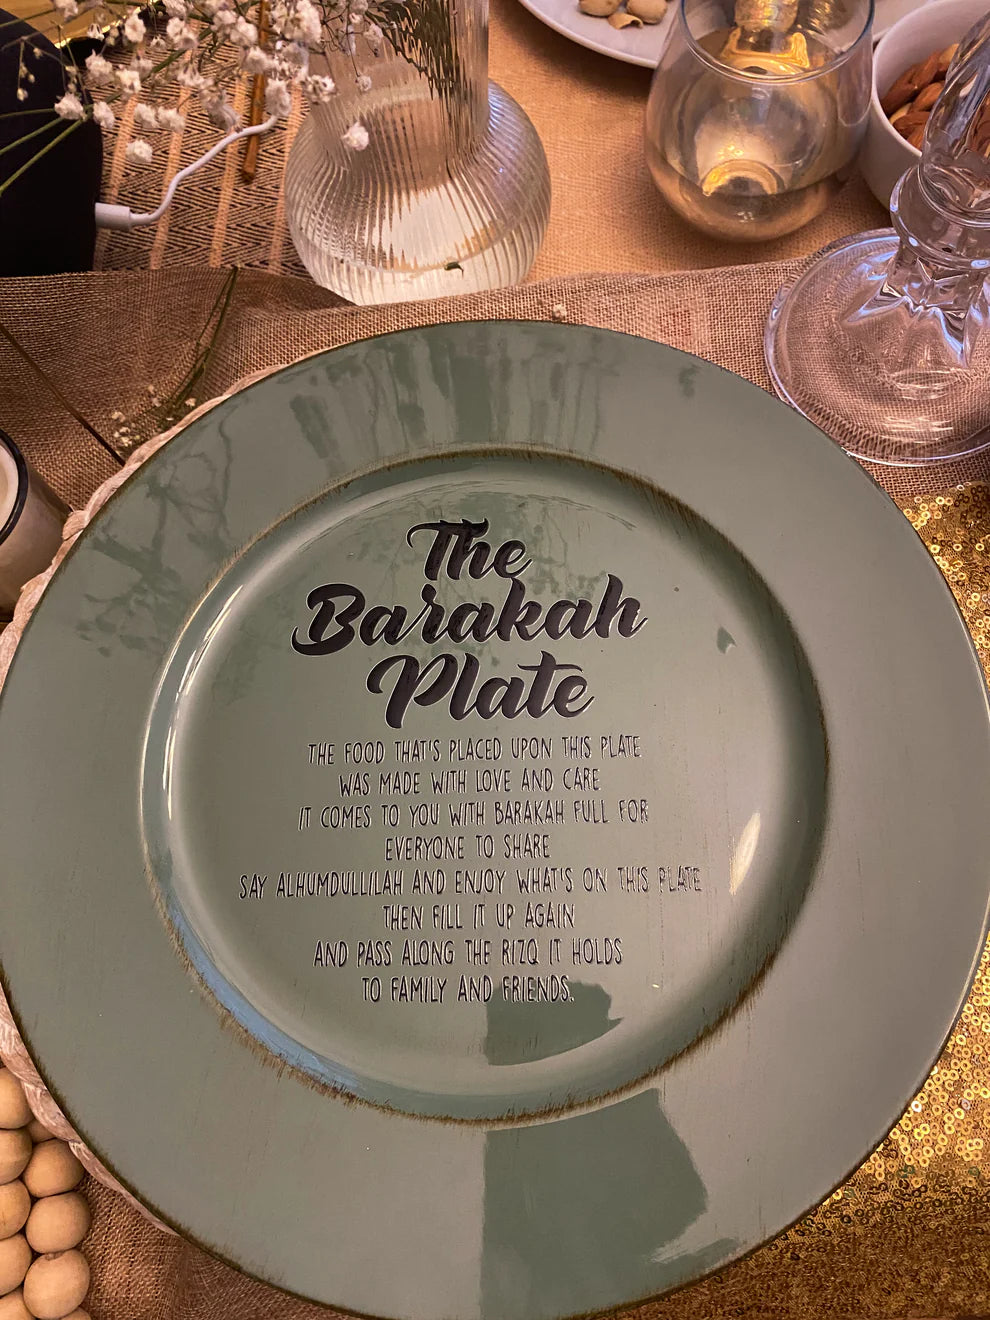 The
Barakah
Plate
THE FOOD THAT'S PLACED UPON THIS PLATE
WAS MADE WITH LOVE AND CARE
IT COMES TO YOU WITH BARAKAH FULL FOR
EVERYONE TO SHARE
SAY ALHUMDULLILAH AND ENJOY WHAT'S ON THIS PLATE
THEN FILL IT UP AGAIN
AND PASS ALONG THE RIZQ IT HOLDS
TO FAMILY AND FRIENDS.